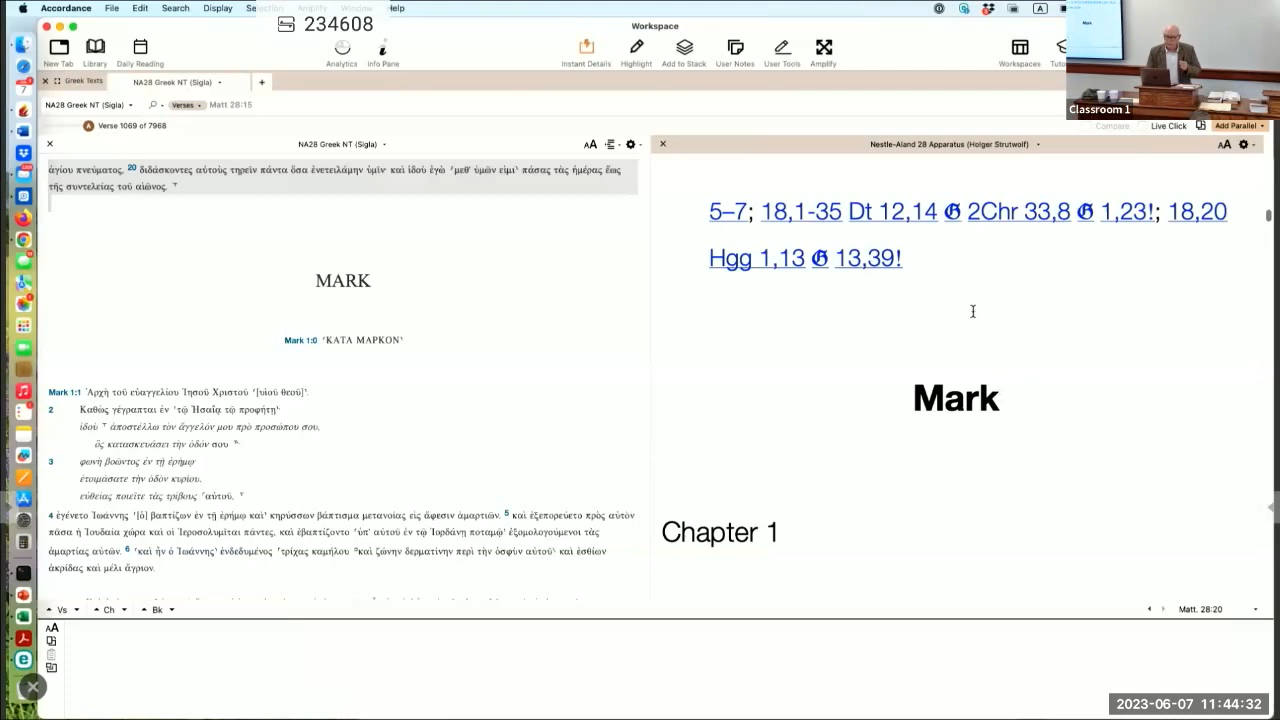 Accordance File Edit Search Display Selection Amplify Window Help
234608
Workspace
New Tab Library Daily Reading Analytics Info Pane Instant Details Highlight Add to Stack User Notes User Tools Amplify Workspaces
Greek Texts NA28 Greek NT (Sigla) +
NA28 Greek NT (Sigla) Verses Matt 28:15
Classroom 1
Verse 1069 of 7968 Compare Live Click Add Parallel
NA28 Greek NT (Sigla) Nestle-Aland 28 Apparatus (Holger Strutwolf)
ἁγίου πνεύματος, 20 διδάσκοντες αὐτοὺς τηρεῖν πάντα ὅσα ἐνετειλάμην ὑμῖν· καὶ ἰδοὺ ἐγὼ ⸂μεθ᾽ ὑμῶν εἰμι⸃ πάσας τὰς ἡμέρας ἕως
τῆς συντελείας τοῦ αἰῶνος. ⸆
MARK
Mark 1:0 ⸂ΚΑΤΑ ΜΑΡΚΟΝ⸃
Mark 1:1 Ἀρχὴ τοῦ εὐαγγελίου Ἰησοῦ Χριστοῦ ⸂[υἱοῦ θεοῦ]⸃.
2 Καθὼς γέγραπται ἐν ⸂τῷ Ἠσαΐᾳ τῷ προφήτῃ⸃·
ἰδοὺ ⸆ ἀποστέλλω τὸν ἄγγελόν μου πρὸ προσώπου σου,
ὃς κατασκευάσει τὴν ὁδόν σου ⸆·
3 φωνὴ βοῶντος ἐν τῇ ἐρήμῳ·
ἑτοιμάσατε τὴν ὁδὸν κυρίου,
εὐθείας ποιεῖτε τὰς τρίβους ⸀αὐτοῦ, ⸆
4 ἐγένετο Ἰωάννης ⸂[ὁ] βαπτίζων ἐν τῇ ἐρήμῳ καὶ⸃ κηρύσσων βάπτισμα μετανοίας εἰς ἄφεσιν ἁμαρτιῶν. 5 καὶ ἐξεπορεύετο πρὸς αὐτὸν
πᾶσα ἡ Ἰουδαία χώρα καὶ οἱ Ἱεροσολυμῖται πάντες, καὶ ἐβαπτίζοντο ⸂ὑπ᾽ αὐτοῦ ἐν τῷ Ἰορδάνῃ ποταμῷ⸃ ἐξομολογούμενοι τὰς
ἁμαρτίας αὐτῶν. 6 ⸂καὶ ἦν ὁ Ἰωάννης⸃ ἐνδεδυμένος ⸀τρίχας καμήλου ⸋καὶ ζώνην δερματίνην περὶ τὴν ὀσφὺν αὐτοῦ⸌ καὶ ἐσθίων
ἀκρίδας καὶ μέλι ἄγριον.
5–7; 18,1-35 Dt 12,14 𝔊 2Chr 33,8 𝔊 1,23!; 18,20
Hgg 1,13 𝔊 13,39!
Mark
Chapter 1
Vs Ch Bk Matt. 28:20
2023-06-07 11:44:32